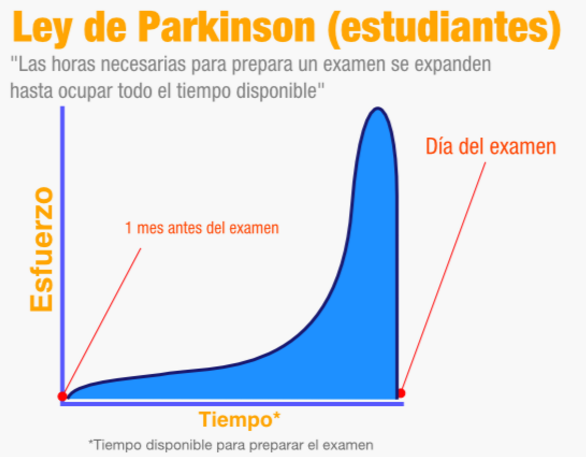 Ley de Parkinson (estudiantes)
"Las horas necesarias para prepara un examen se expanden
hasta ocupar todo el tiempo disponible"
Día del examen
1 mes antes del examen
Esfuerzo
Tiempo*
*Tiempo disponible para preparar el examen